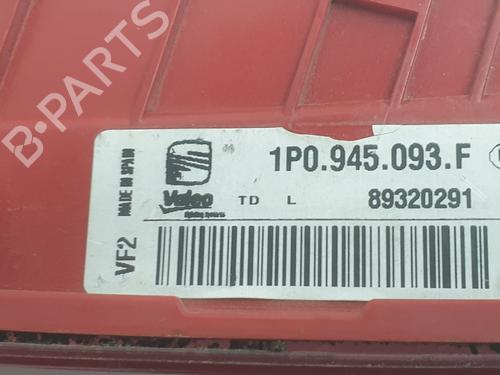 B-PARTS
MADE IN SPAIN
VF2
1P0.945.093.F
Valeo
TD L
89320291